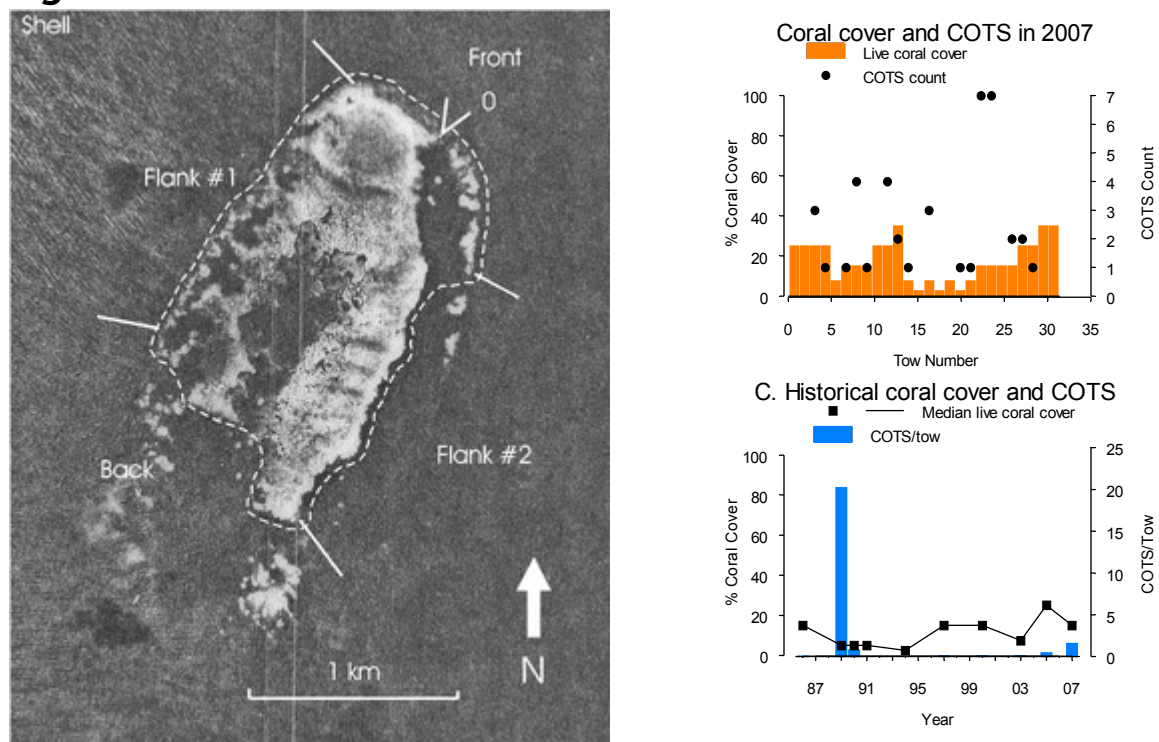 Shell
Front
0
Flank #1
Back
Flank #2
1 km
N
Coral cover and COTS in 2007
Live coral cover
COTS count
100
80
60
40
20
0
% Coral Cover
7
6
5
4
3
2
1
0
COTS Count
0 5 10 15 20 25 30 35
Tow Number
C. Historical coral cover and COTS
Median live coral cover
COTS/tow
100
80
60
40
20
0
% Coral Cover
25
20
15
10
5
0
COTS/Tow
87 91 95 99 03 07
Year